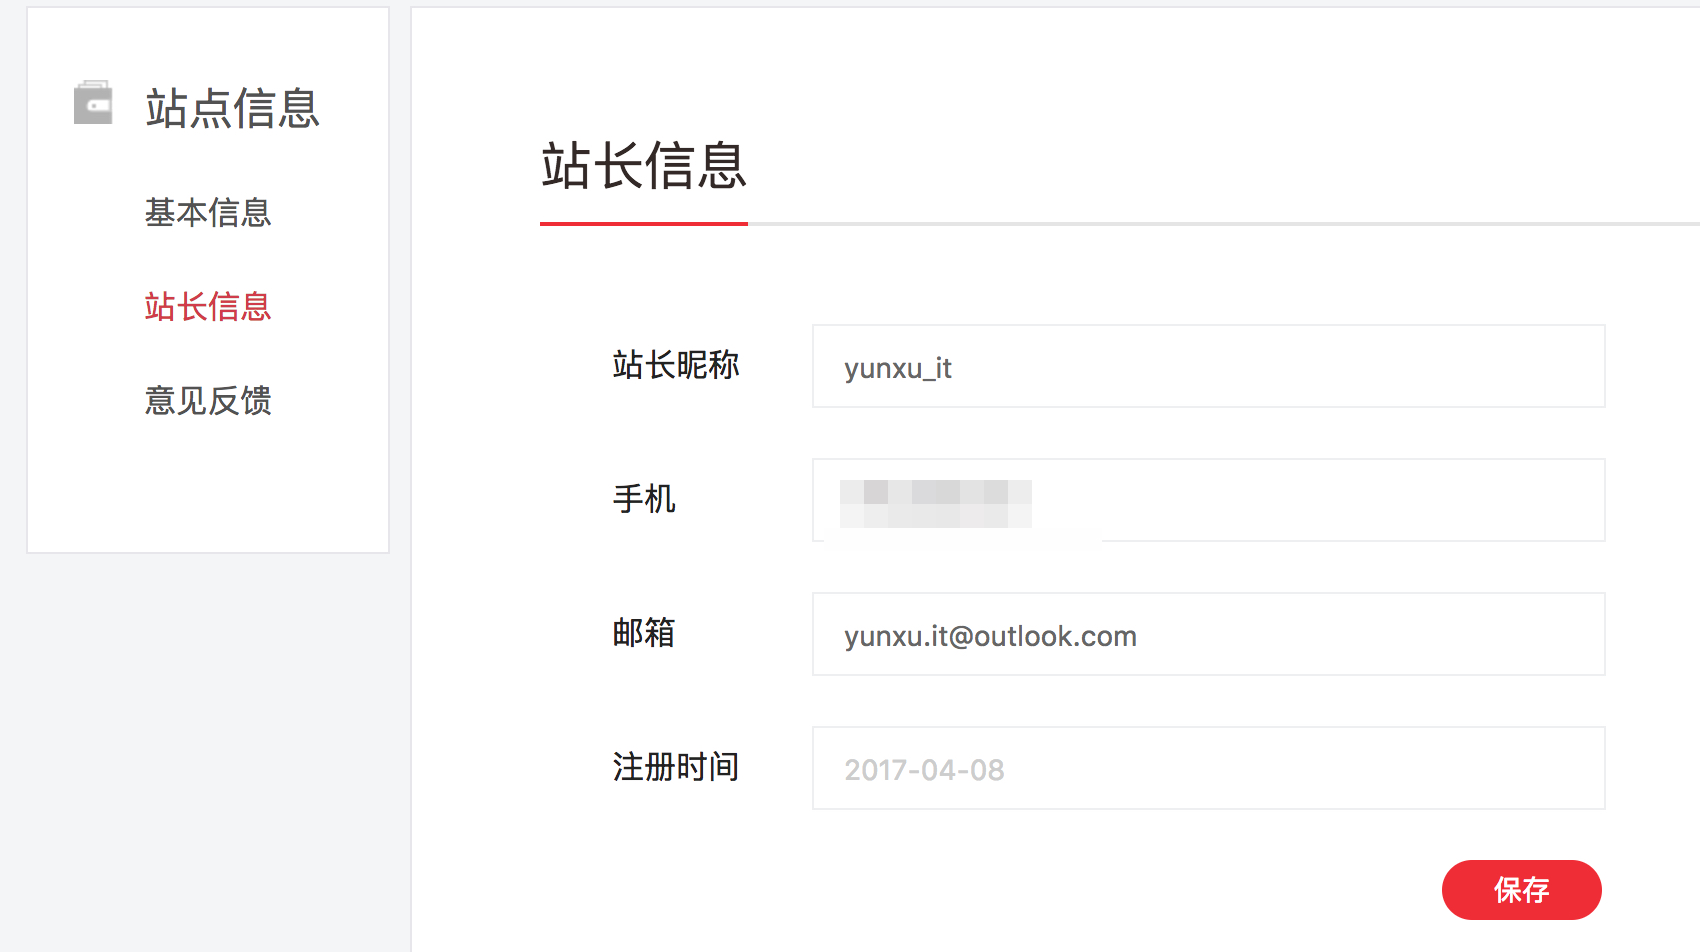 站点信息
基本信息
站长信息
意见反馈
站长信息
站长昵称
yunxu_it
手机
邮箱
yunxu.it@outlook.com
注册时间
2017-04-08
保存